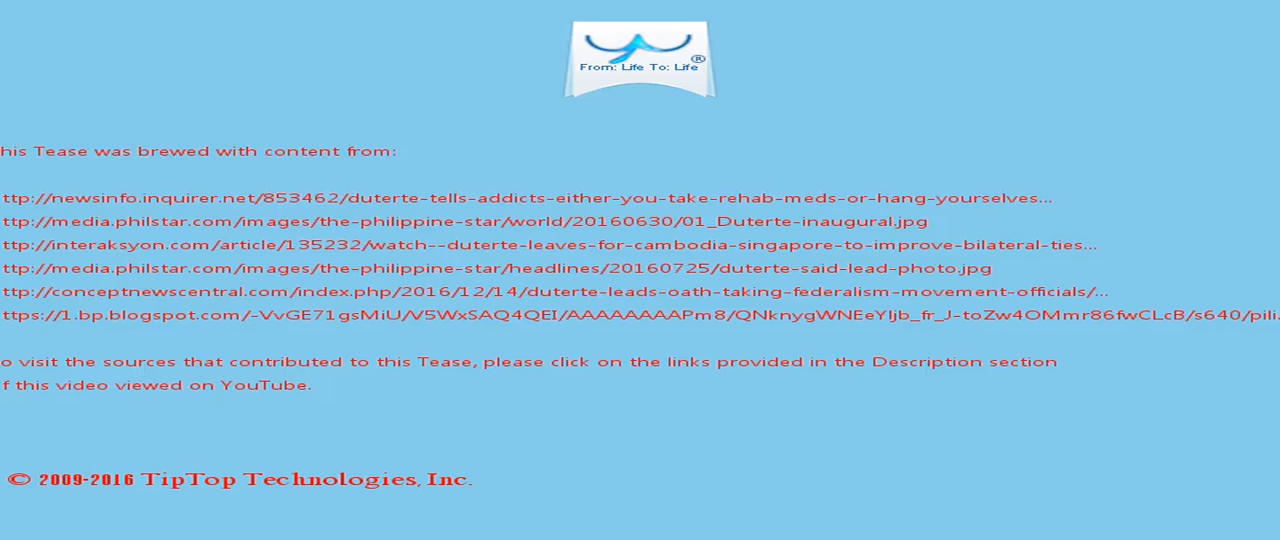 From: Life To: Life®
his Tease was brewed with content from:
ttp://newsinfo.inquirer.net/853462/duterte-tells-addicts-either-you-take-rehab-meds-or-hang-yourselves...
ttp://media.philstar.com/images/the-philippine-star/world/20160630/01_Duterte-inaugural.jpg
ttp://interaksyon.com/article/135232/watch--duterte-leaves-for-cambodia-singapore-to-improve-bilateral-ties...
ttp://media.philstar.com/images/the-philippine-star/headlines/20160725/duterte-said-lead-photo.jpg
ttp://conceptnewscentral.com/index.php/2016/12/14/duterte-leads-oath-taking-federalism-movement-officials/...
ttps://1.bp.blogspot.com/-VvGE71gsMiU/V5WxSAQ4QEI/AAAAAAAAPm8/QNknygWNEeYljb_fr_J-toZw4OMmr86fwCLcB/s640/pili.
o visit the sources that contributed to this Tease, please click on the links provided in the Description section
f this video viewed on YouTube.
© 2009-2016 TipTop Technologies, Inc.